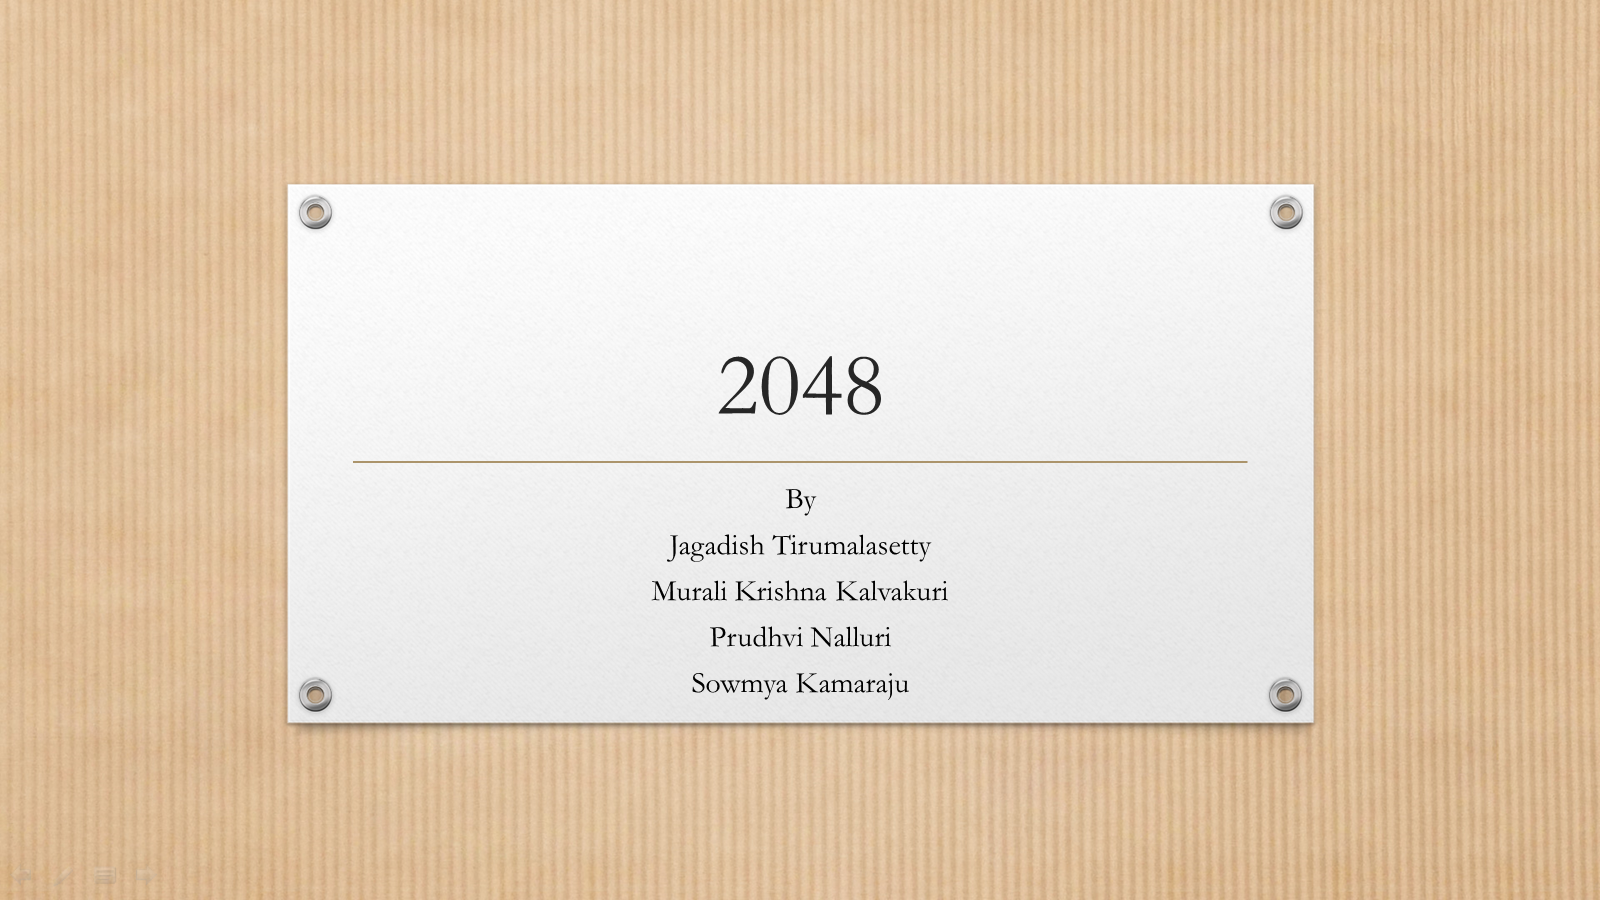 2048
By
Jagadish Tirumalasetty
Murali Krishna Kalvakuri
Prudhvi Nalluri
Sowmya Kamaraju